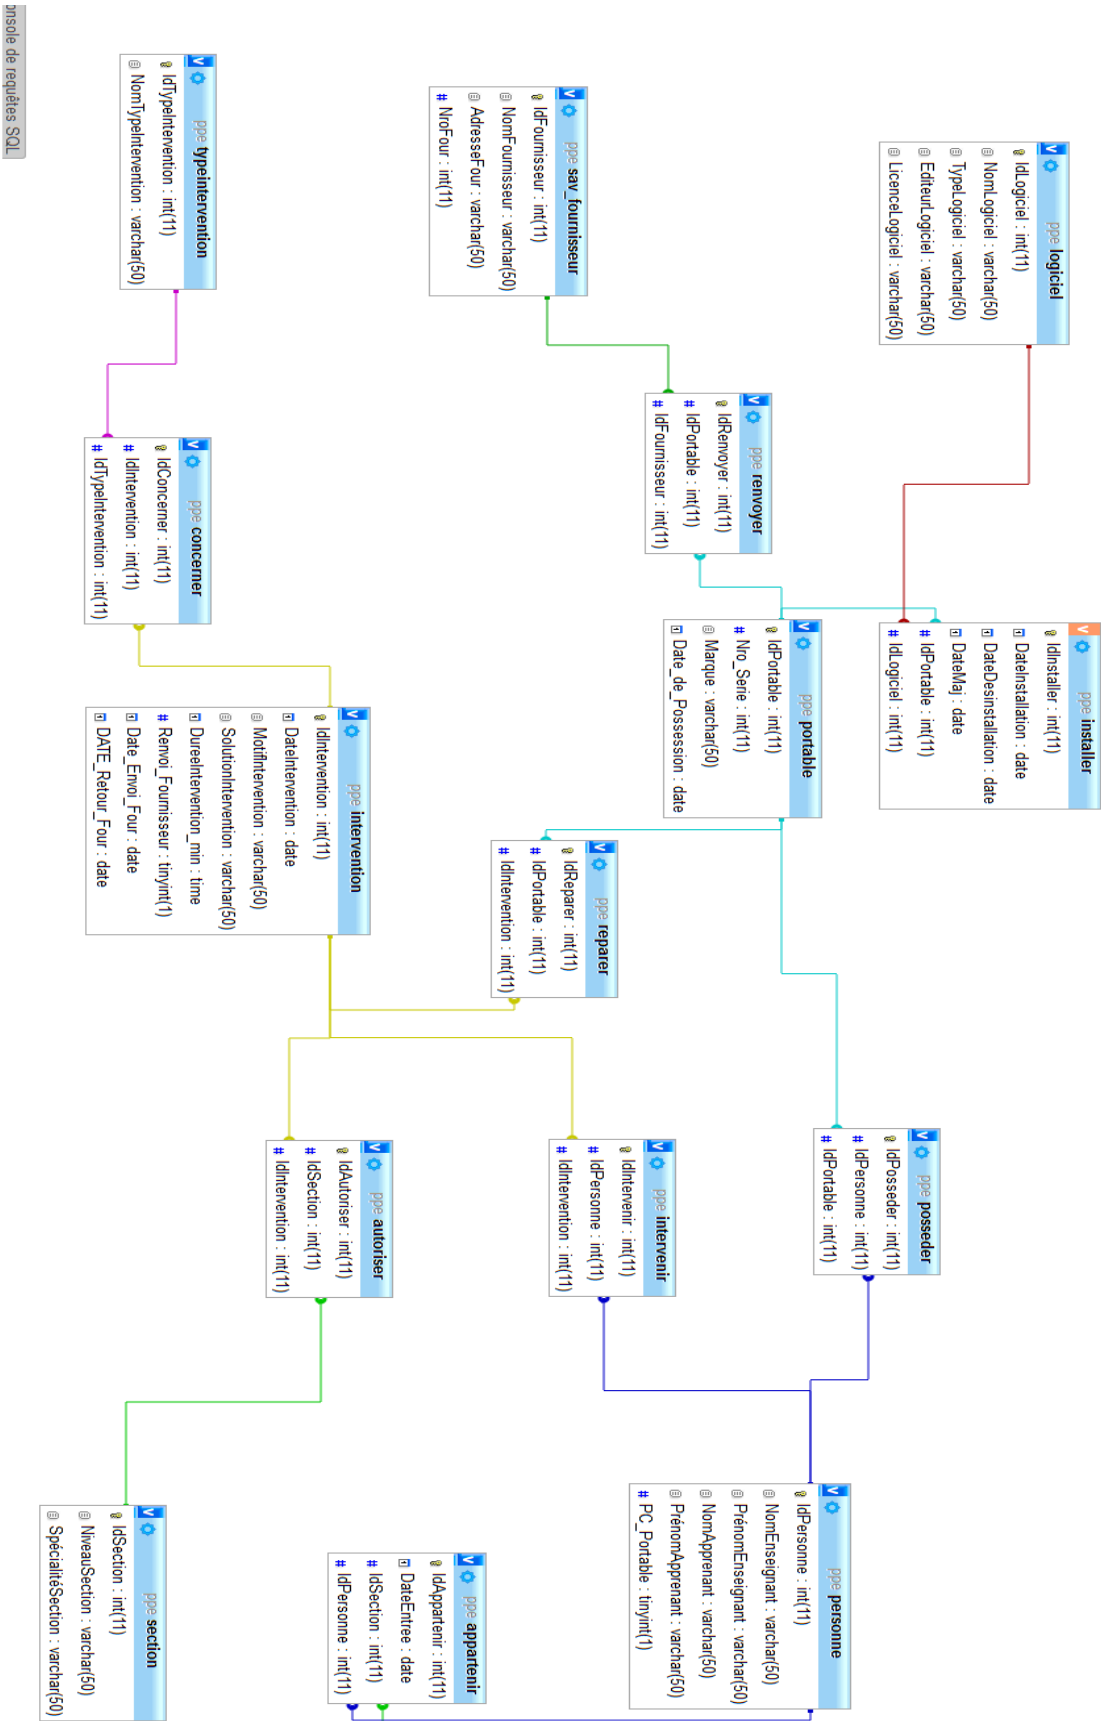 ppe logiciel
IdLogiciel : int(11)
NomLogiciel : varchar(50)
TypeLogiciel : varchar(50)
EditeurLogiciel : varchar(50)
LicenceLogiciel : varchar(50)
ppe installer
IdInstaller : int(11)
DateInstallation : date
DateDesinstallation : date
DateMaj : date
# IdPortable : int(11)
# IdLogiciel : int(11)
ppe sav_fournisseur
IdFournisseur : int(11)
NomFournisseur : varchar(50)
AdresseFour : varchar(50)
# NroFour : int(11)
ppe renvoyer
IdRenvoyer : int(11)
# IdPortable : int(11)
# IdFournisseur : int(11)
ppe portable
IdPortable : int(11)
# Nro_Serie : int(11)
Marque : varchar(50)
Date_de_Possession : date
ppe posseder
IdPosseder : int(11)
# IdPersonne : int(11)
# IdPortable : int(11)
ppe personne
IdPersonne : int(11)
NomEnseignant : varchar(50)
PrénomEnseignant : varchar(50)
NomApprenant : varchar(50)
PrénomApprenant : varchar(50)
# PC_Portable : tinyint(1)
ppe reparer
IdReparer : int(11)
# IdPortable : int(11)
# IdIntervention : int(11)
ppe intervenir
IdIntervenir : int(11)
# IdPersonne : int(11)
# IdIntervention : int(11)
ppe typeintervention
IdTypeIntervention : int(11)
NomTypeIntervention : varchar(50)
ppe concerner
IdConcerner : int(11)
# IdIntervention : int(11)
# IdTypeIntervention : int(11)
ppe intervention
IdIntervention : int(11)
DateIntervention : date
MotifIntervention : varchar(50)
SolutionIntervention : varchar(50)
DureeIntervention_min : time
# Renvoi_Fournisseur : tinyint(1)
Date_Envoi_Four : date
DATE_Retour_Four : date
ppe autoriser
IdAutoriser : int(11)
# IdSection : int(11)
# IdIntervention : int(11)
ppe appartenir
IdAppartenir : int(11)
DateEntree : date
# IdSection : int(11)
# IdPersonne : int(11)
ppe section
IdSection : int(11)
NiveauSection : varchar(50)
SpécialitéSection : varchar(50)
onsole de requêtes SQL